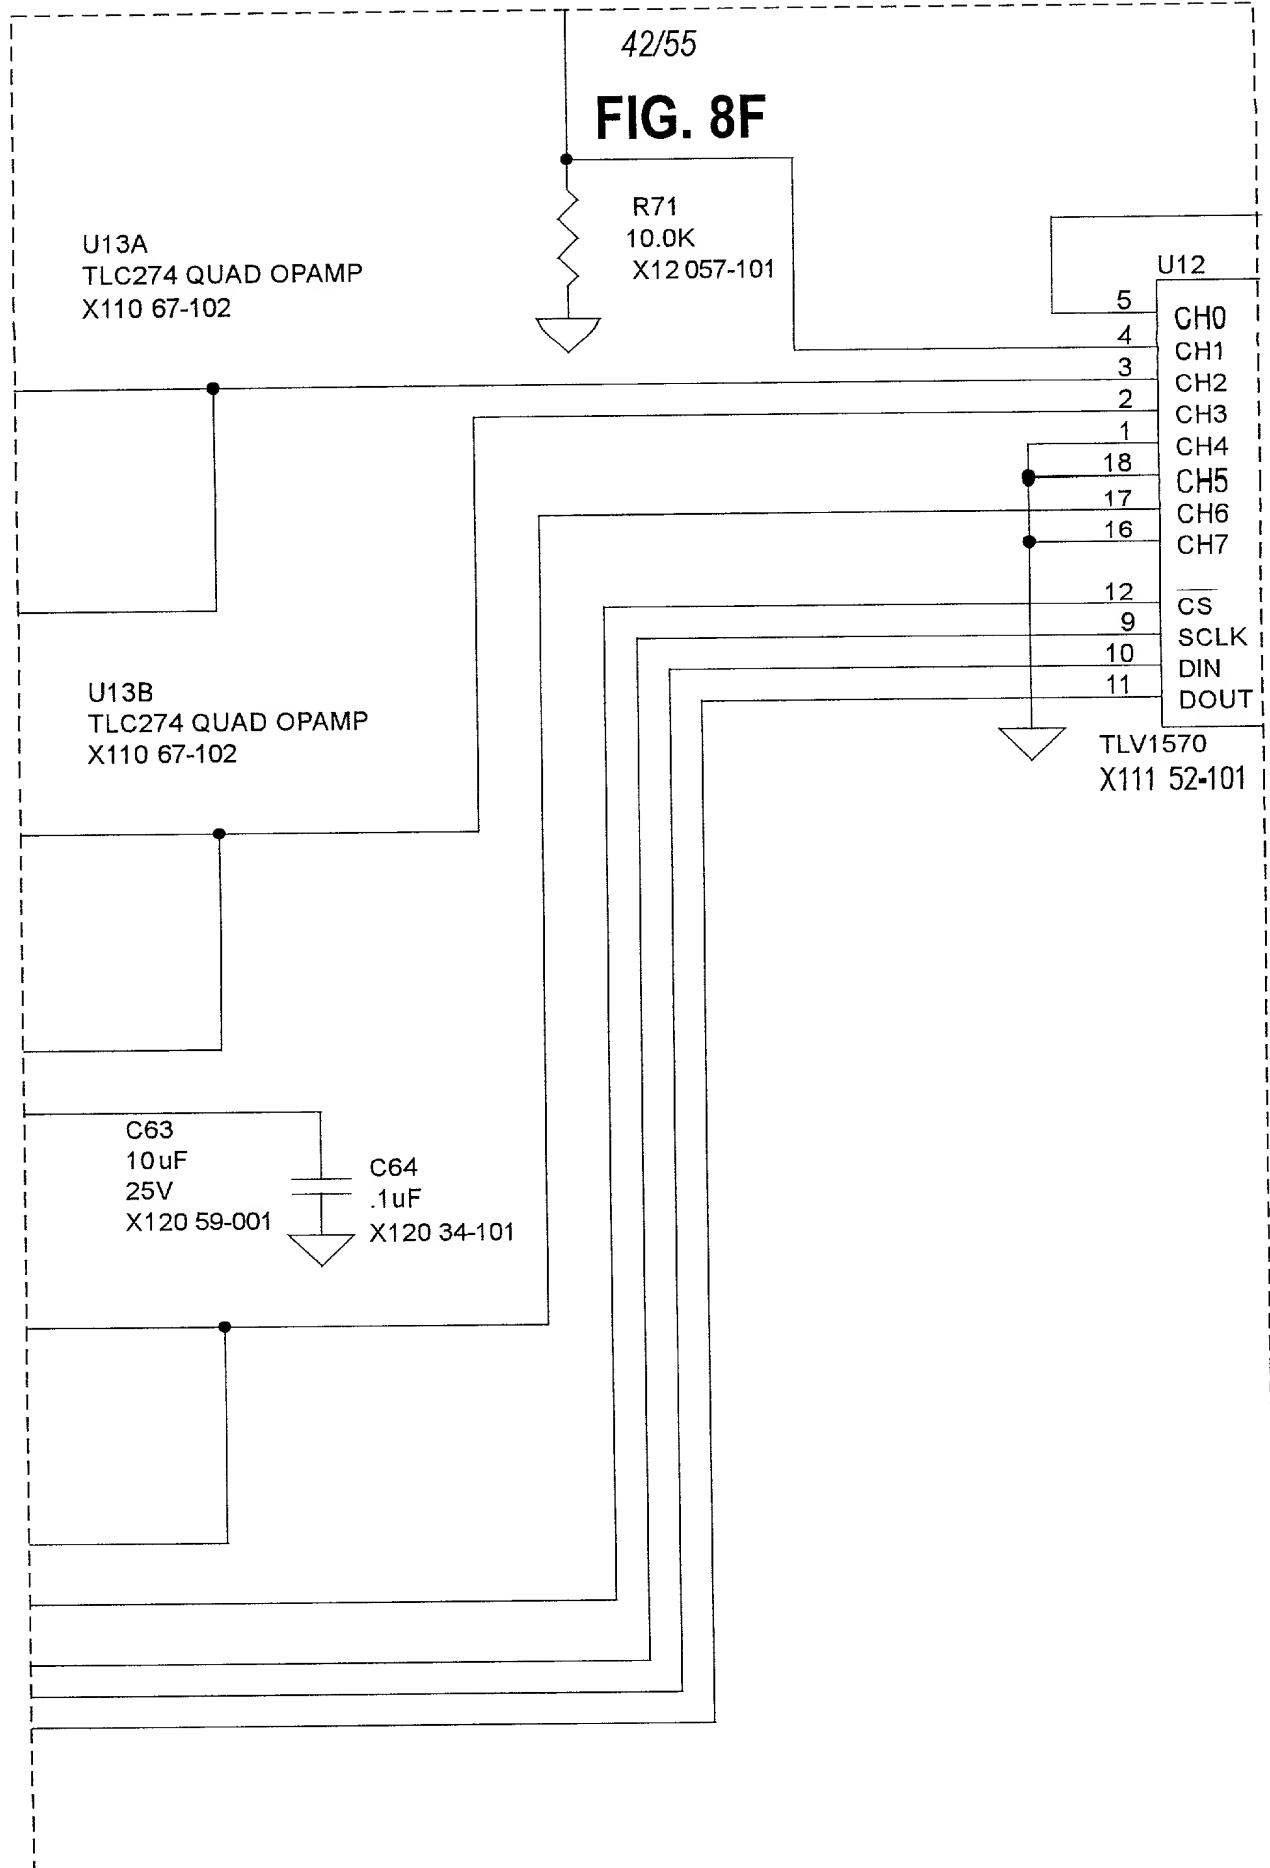 42/55
FIG. 8F
R71
10.0K
X12 057-101
U13A
TLC274 QUAD OPAMP
X110 67-102
U12
5 CH0
4 CH1
3 CH2
2 CH3
1 CH4
18 CH5
17 CH6
16 CH7
12 CS
9 SCLK
10 DIN
11 DOUT
TLV1570
X111 52-101
U13B
TLC274 QUAD OPAMP
X110 67-102
C63
10uF
25V
X120 59-001
C64
.1uF
X120 34-101